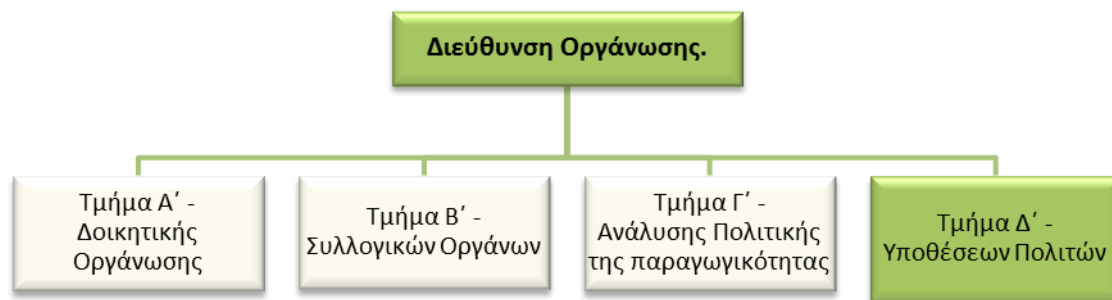 Διεύθυνση Οργάνωσης.
Τμήμα Α΄ -
Δοικητικής
Οργάνωσης
Τμήμα Β΄ -
Συλλογικών Οργάνων
Τμήμα Γ΄ -
Ανάλυσης Πολιτικής
της παραγωγικότητας
Τμήμα Δ΄ -
Υποθέσεων Πολιτών